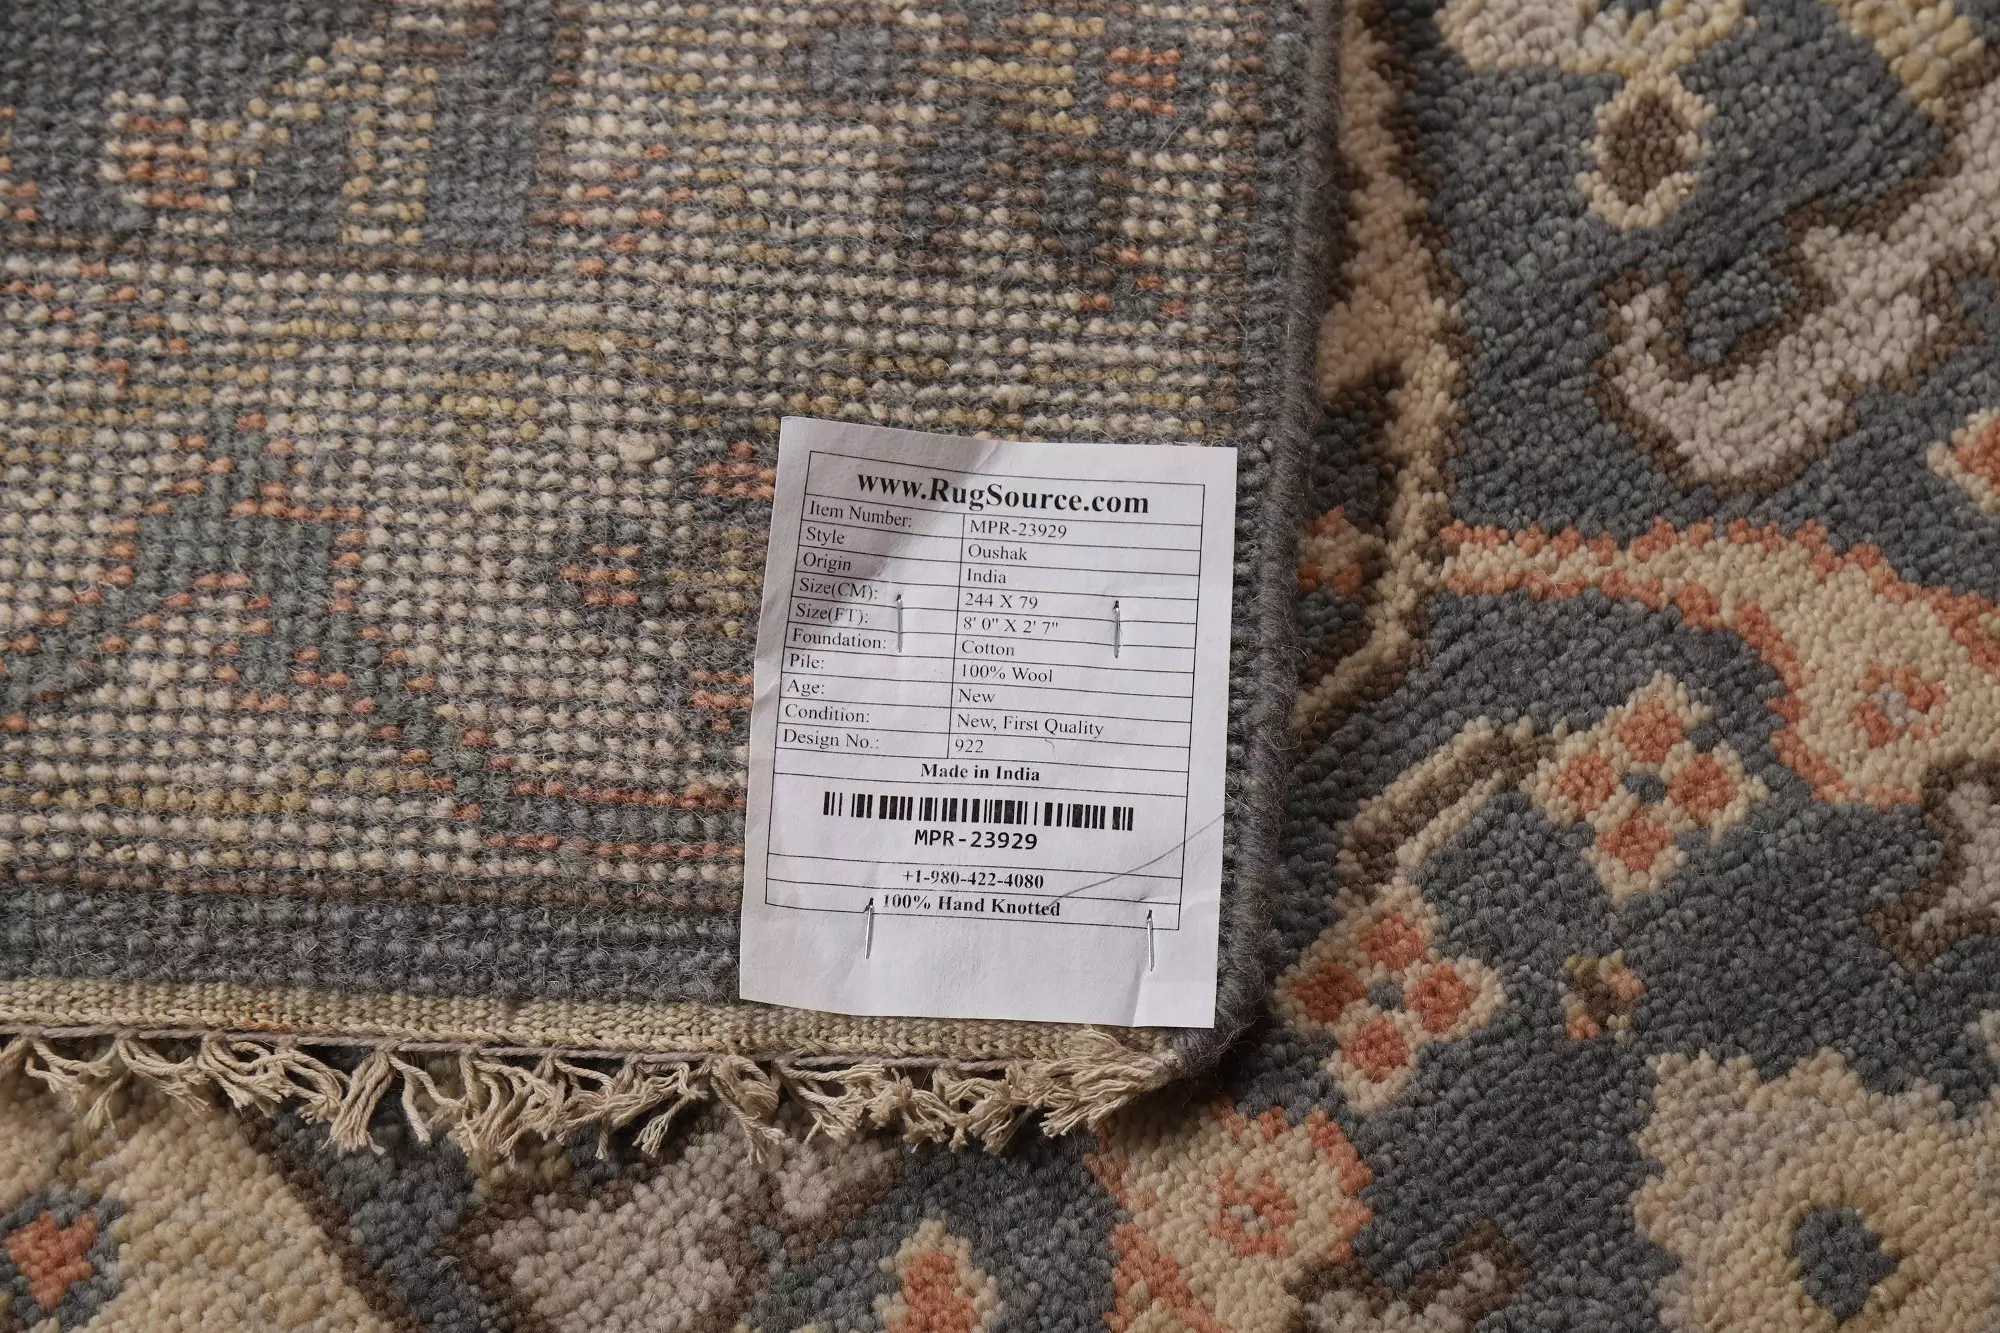 www.RugSource.com
Item Number: MPR-23929
Style Oushak
Origin India
Size(CM): 244 X 79
Size(FT): 8' 0" X 2' 7"
Foundation: Cotton
Pile: 100% Wool
Age: New
Condition: New, First Quality
Design No.: 922
Made in India
MPR-23929
+1-980-422-4080
100% Hand Knotted